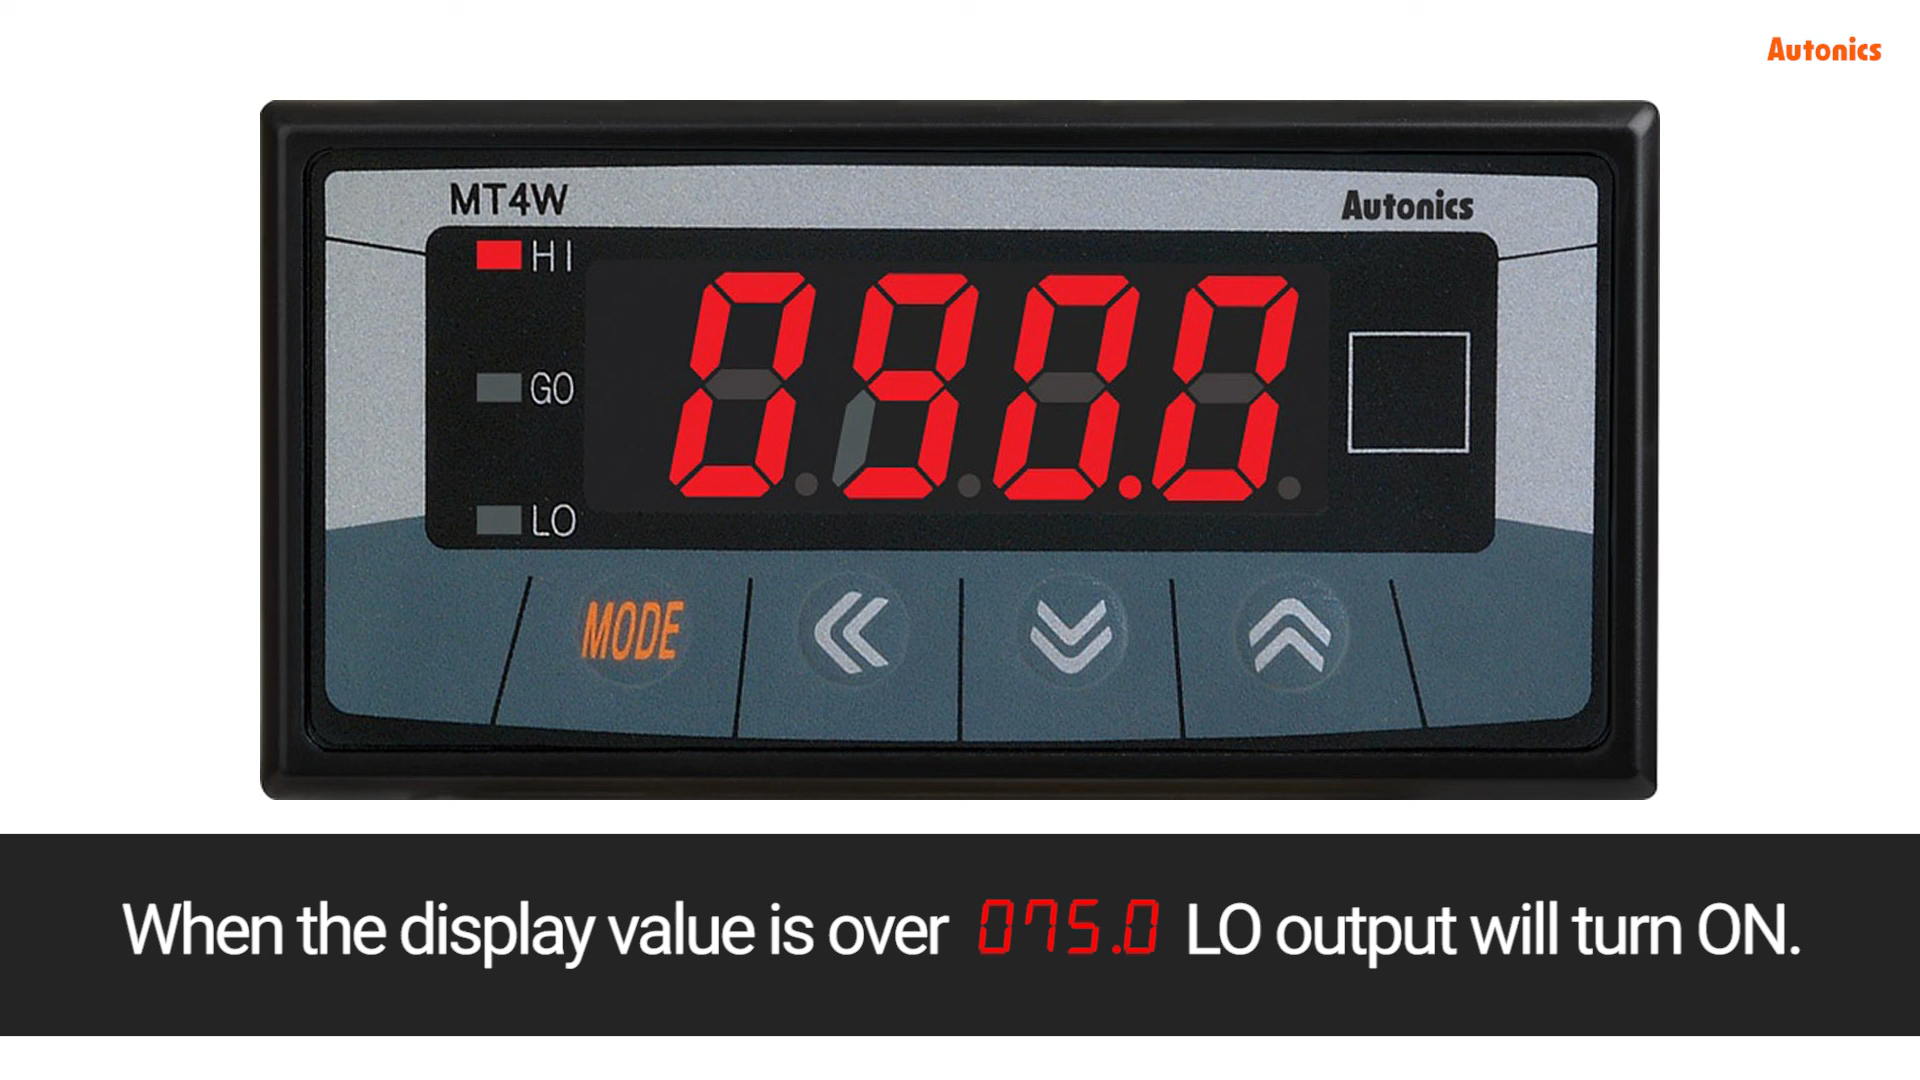 Autonics
MT4W
Autonics
HI
090.0
GO
LO
MODE
When the display value is over 075.0 LO output will turn ON.